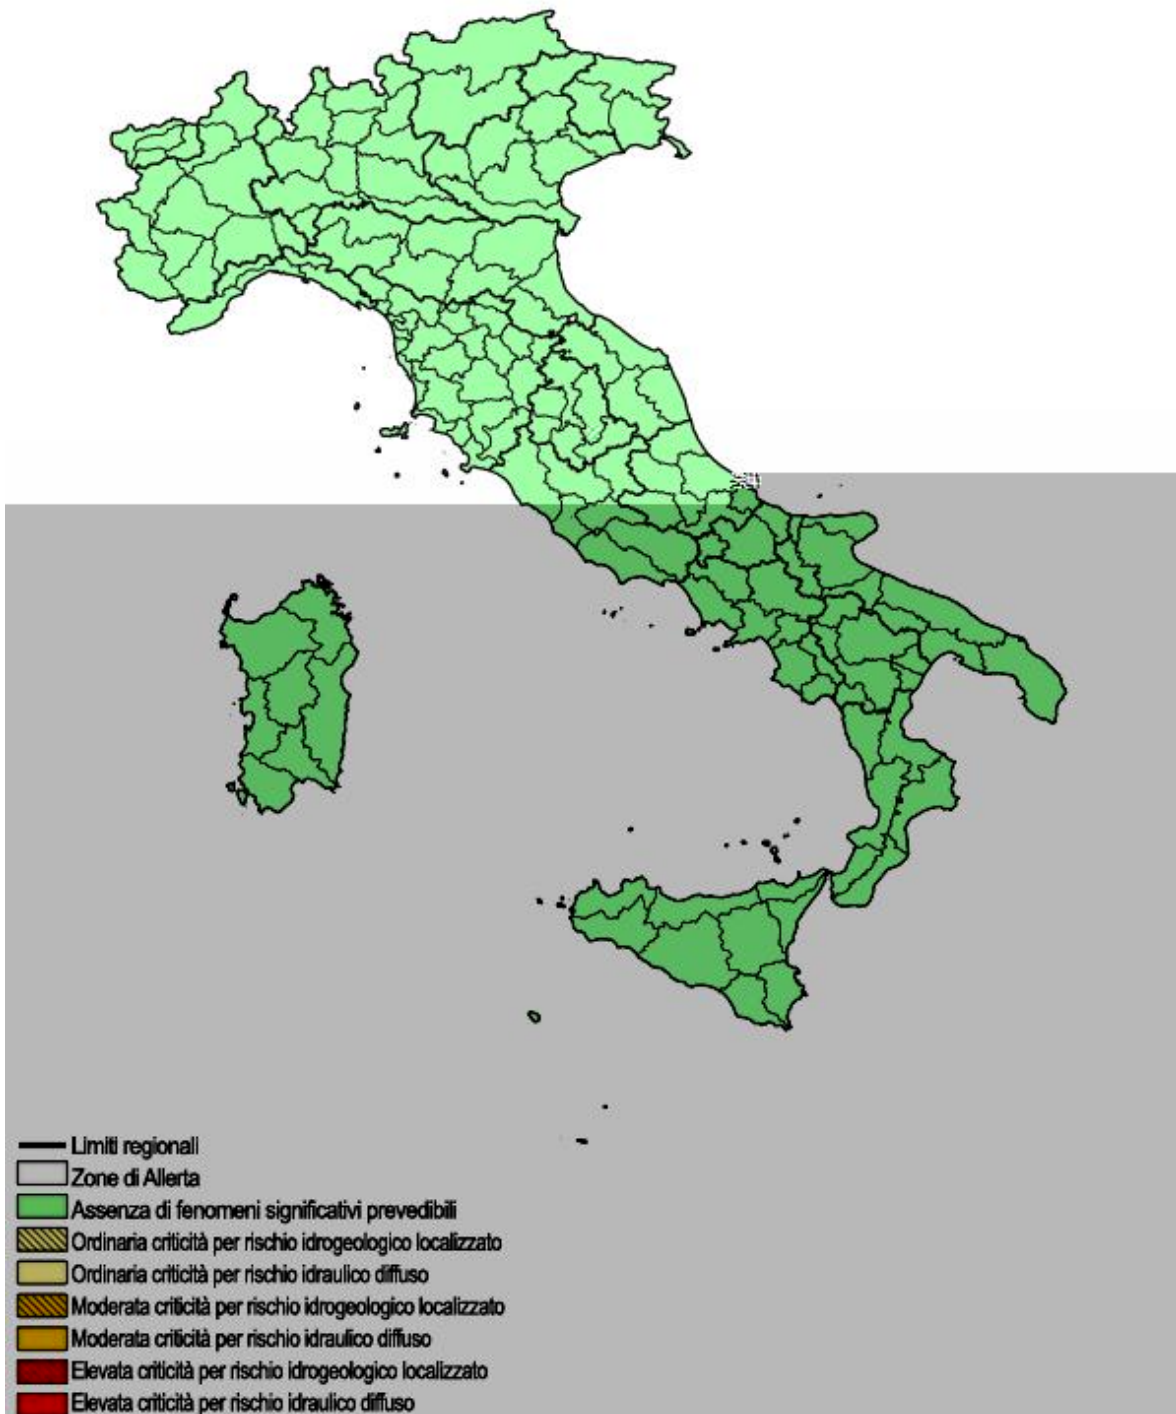 Limiti regionali
Zone di Allerta
Assenza di fenomeni significativi prevedibili
Ordinaria criticità per rischio idrogeologico localizzato
Ordinaria criticità per rischio idraulico diffuso
Moderata criticità per rischio idrogeologico localizzato
Moderata criticità per rischio idraulico diffuso
Elevata criticità per rischio idrogeologico localizzato
Elevata criticità per rischio idraulico diffuso